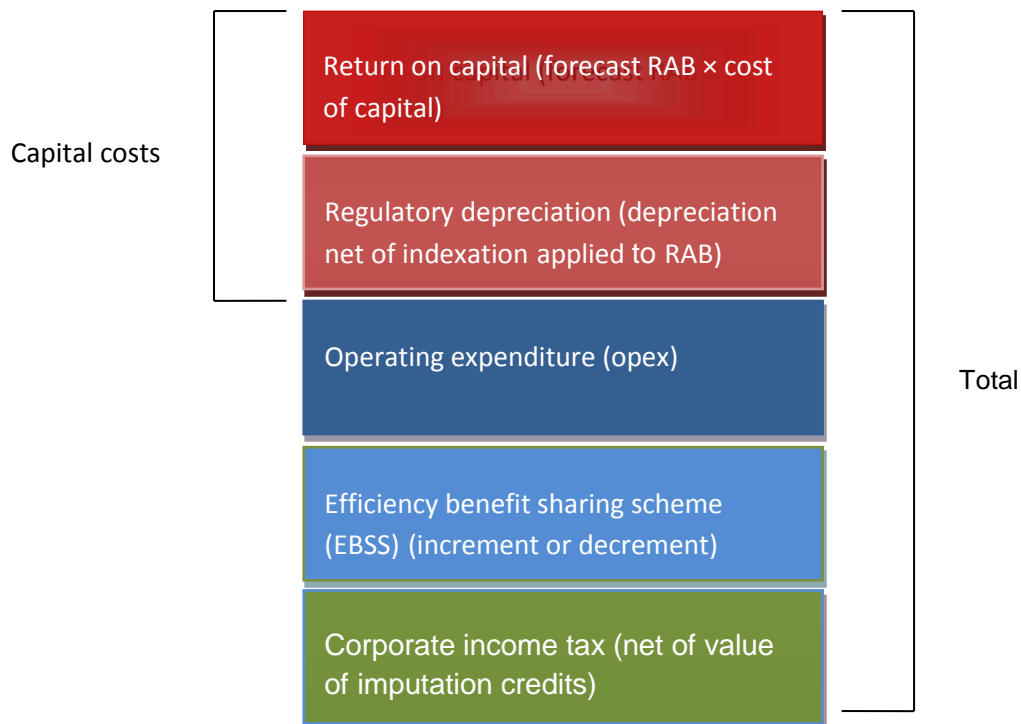 Return on capital (forecast RAB × cost
of capital)
Capital costs
Regulatory depreciation (depreciation
net of indexation applied to RAB)
Operating expenditure (opex)
Total
Efficiency benefit sharing scheme
(EBSS) (increment or decrement)
Corporate income tax (net of value
of imputation credits)